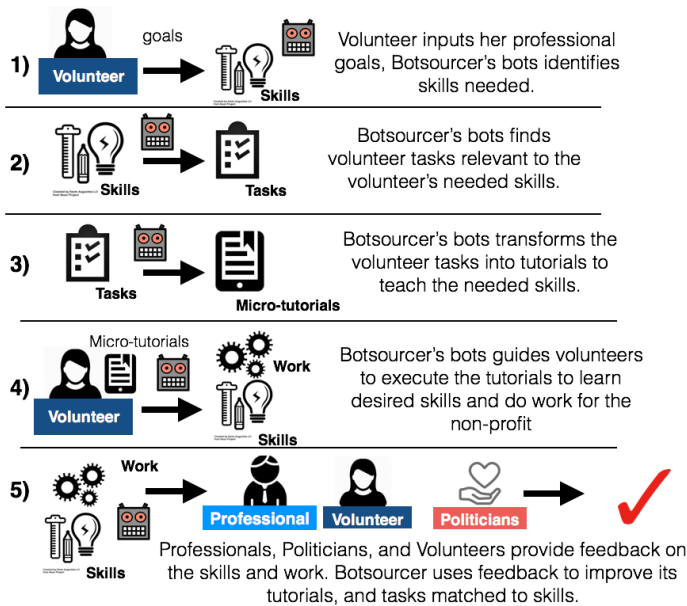 goals
1)
Volunteer
Skills
Volunteer inputs her professional
goals, Botsourcer's bots identifies
skills needed.
2)
Skills
Tasks
Botsourcer's bots finds
volunteer tasks relevant to the
volunteer's needed skills.
3)
Tasks
Micro-tutorials
Botsourcer's bots transforms the
volunteer tasks into tutorials to
teach the needed skills.
Micro-tutorials
4)
Volunteer
Work
Skills
Botsourcer's bots guides volunteers
to execute the tutorials to learn
desired skills and do work for the
non-profit
5)
Work
Skills
Professional
Volunteer
Politicians
Professionals, Politicians, and Volunteers provide feedback on
the skills and work. Botsourcer uses feedback to improve its
tutorials, and tasks matched to skills.